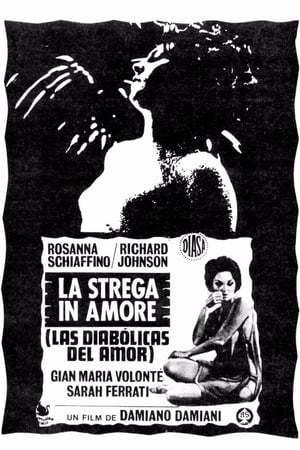 ROSANNA SCHIAFFINO / RICHARD JOHNSON
DIASA
LA STREGA
IN AMORE
(LAS DIABÓLICAS
DEL AMOR)
GIAN MARIA VOLONTÉ
SARAH FERRATI
UN FILM DE DAMIANO DAMIANI